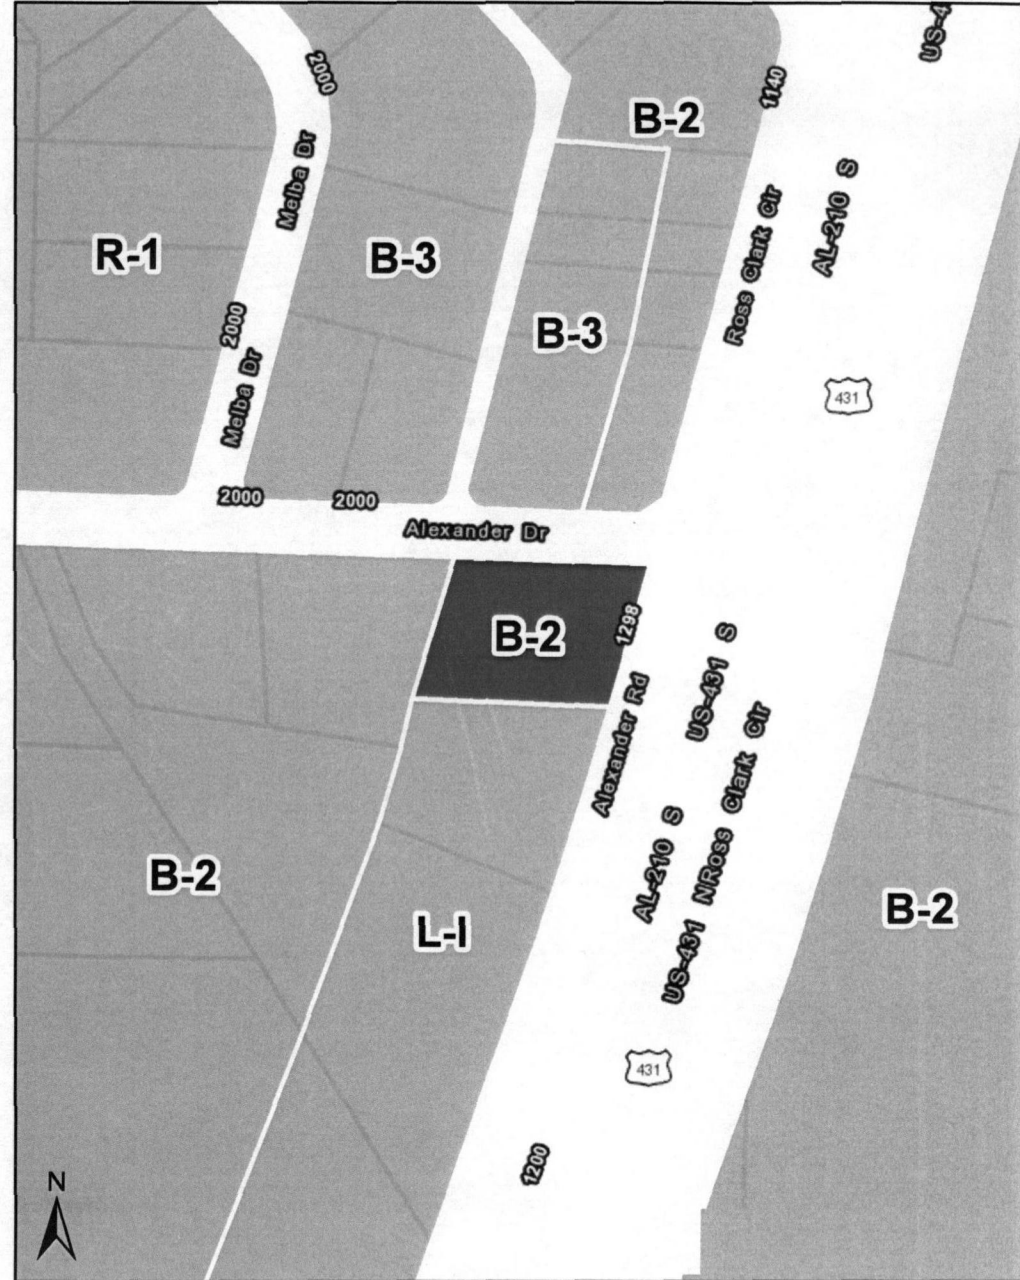 US-4
2000
1140
B-2
Melba Dr
AL-210 S
Ross Clark Cir
R-1
B-3
B-3
2000
Melba Dr
431
2000
2000
Alexander Dr
B-2
1298
US-431 S
Alexander Rd
Ross Clark Cir
AL-210 S
US-431 N
B-2
B-2
L-I
431
1200
N